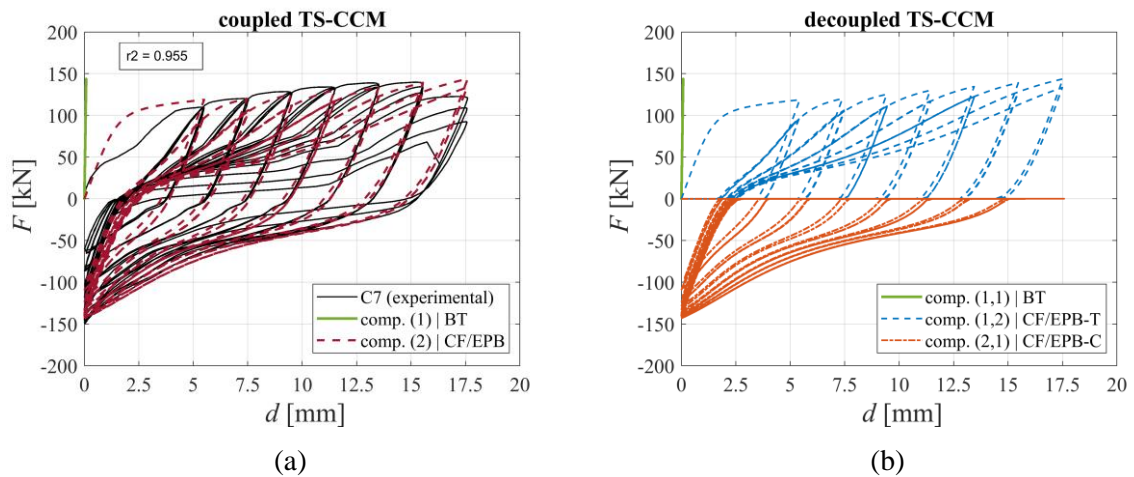 coupled TS-CCM
r2 = 0.955
200
150
100
50
0
-50
-100
-150
-200
F [kN]
C7 (experimental)
comp. (1) | BT
comp. (2) | CF/EPB
0 2.5 5 7.5 10 12.5 15 17.5 20
d [mm]
(a)
decoupled TS-CCM
200
150
100
50
0
-50
-100
-150
-200
F [kN]
comp. (1,1) | BT
comp. (1,2) | CF/EPB-T
comp. (2,1) | CF/EPB-C
0 2.5 5 7.5 10 12.5 15 17.5 20
d [mm]
(b)